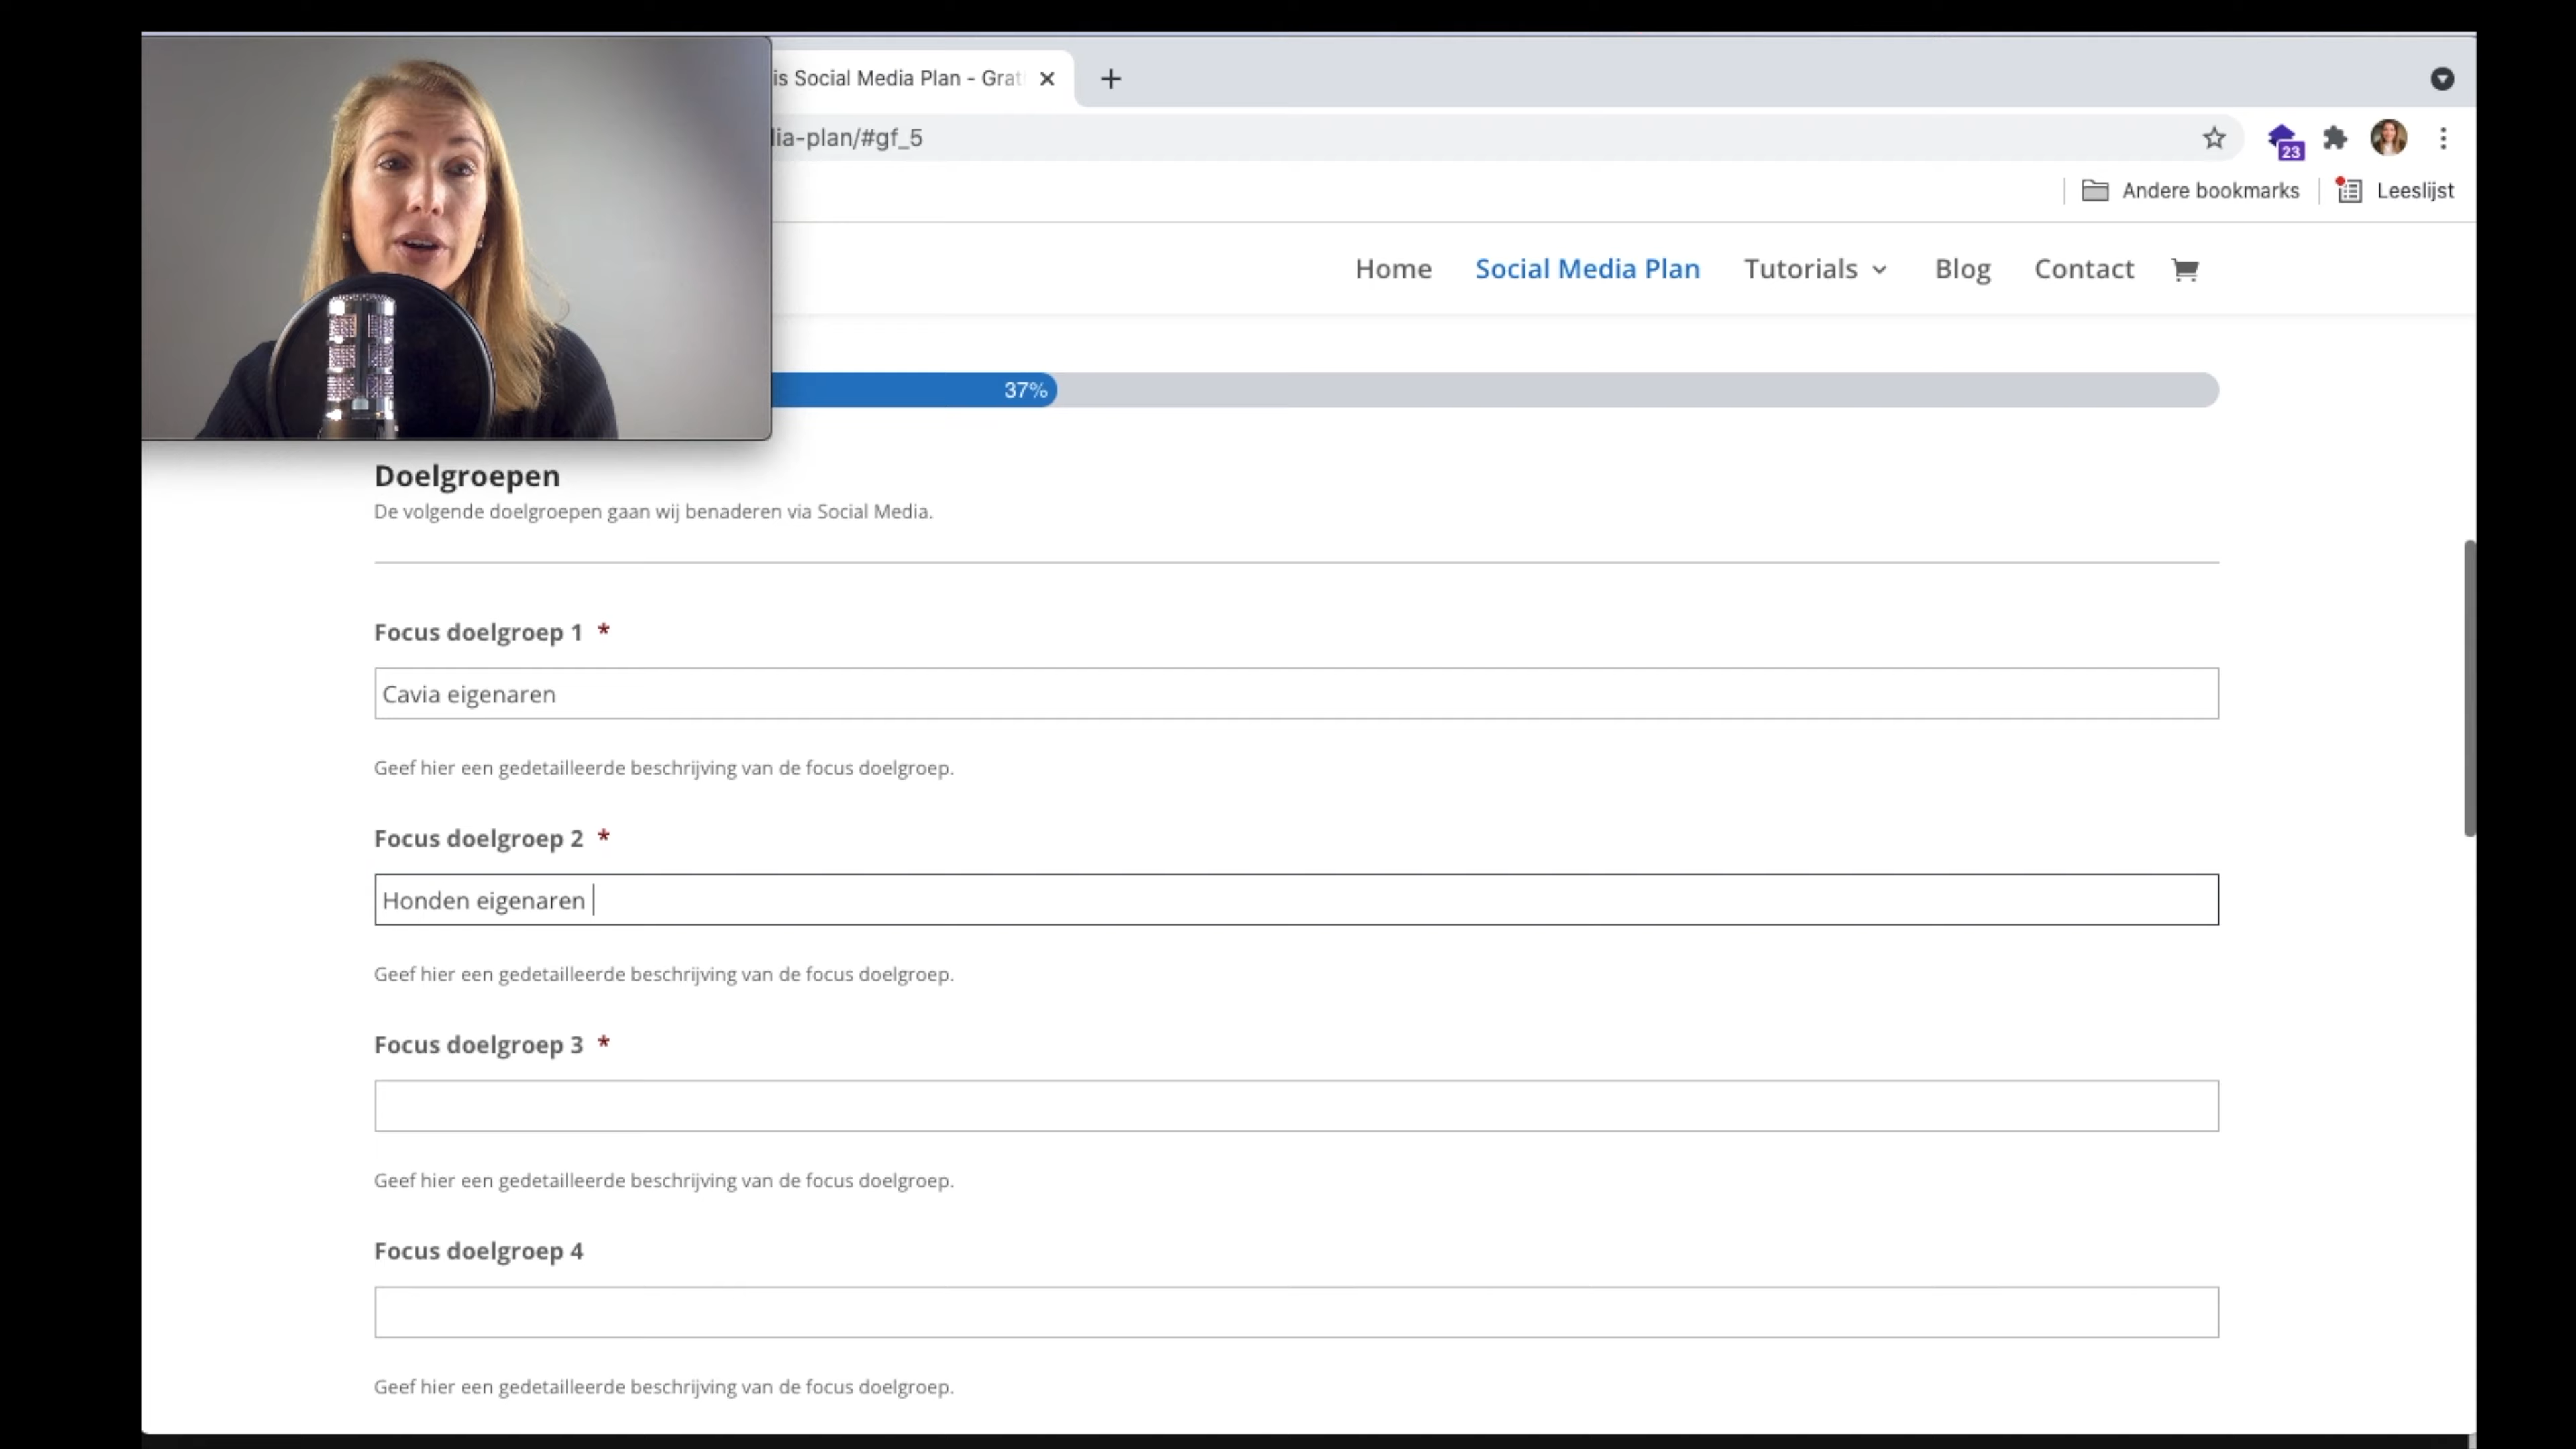 is Social Media Plan - Grat
lia-plan/#gf_5
23
Andere bookmarks
Leeslijst
Home
Social Media Plan
Tutorials
Blog
Contact
37%
Doelgroepen
De volgende doelgroepen gaan wij benaderen via Social Media.
Focus doelgroep 1 *
Cavia eigenaren
Geef hier een gedetailleerde beschrijving van de focus doelgroep.
Focus doelgroep 2 *
Honden eigenaren
Geef hier een gedetailleerde beschrijving van de focus doelgroep.
Focus doelgroep 3 *
Geef hier een gedetailleerde beschrijving van de focus doelgroep.
Focus doelgroep 4
Geef hier een gedetailleerde beschrijving van de focus doelgroep.